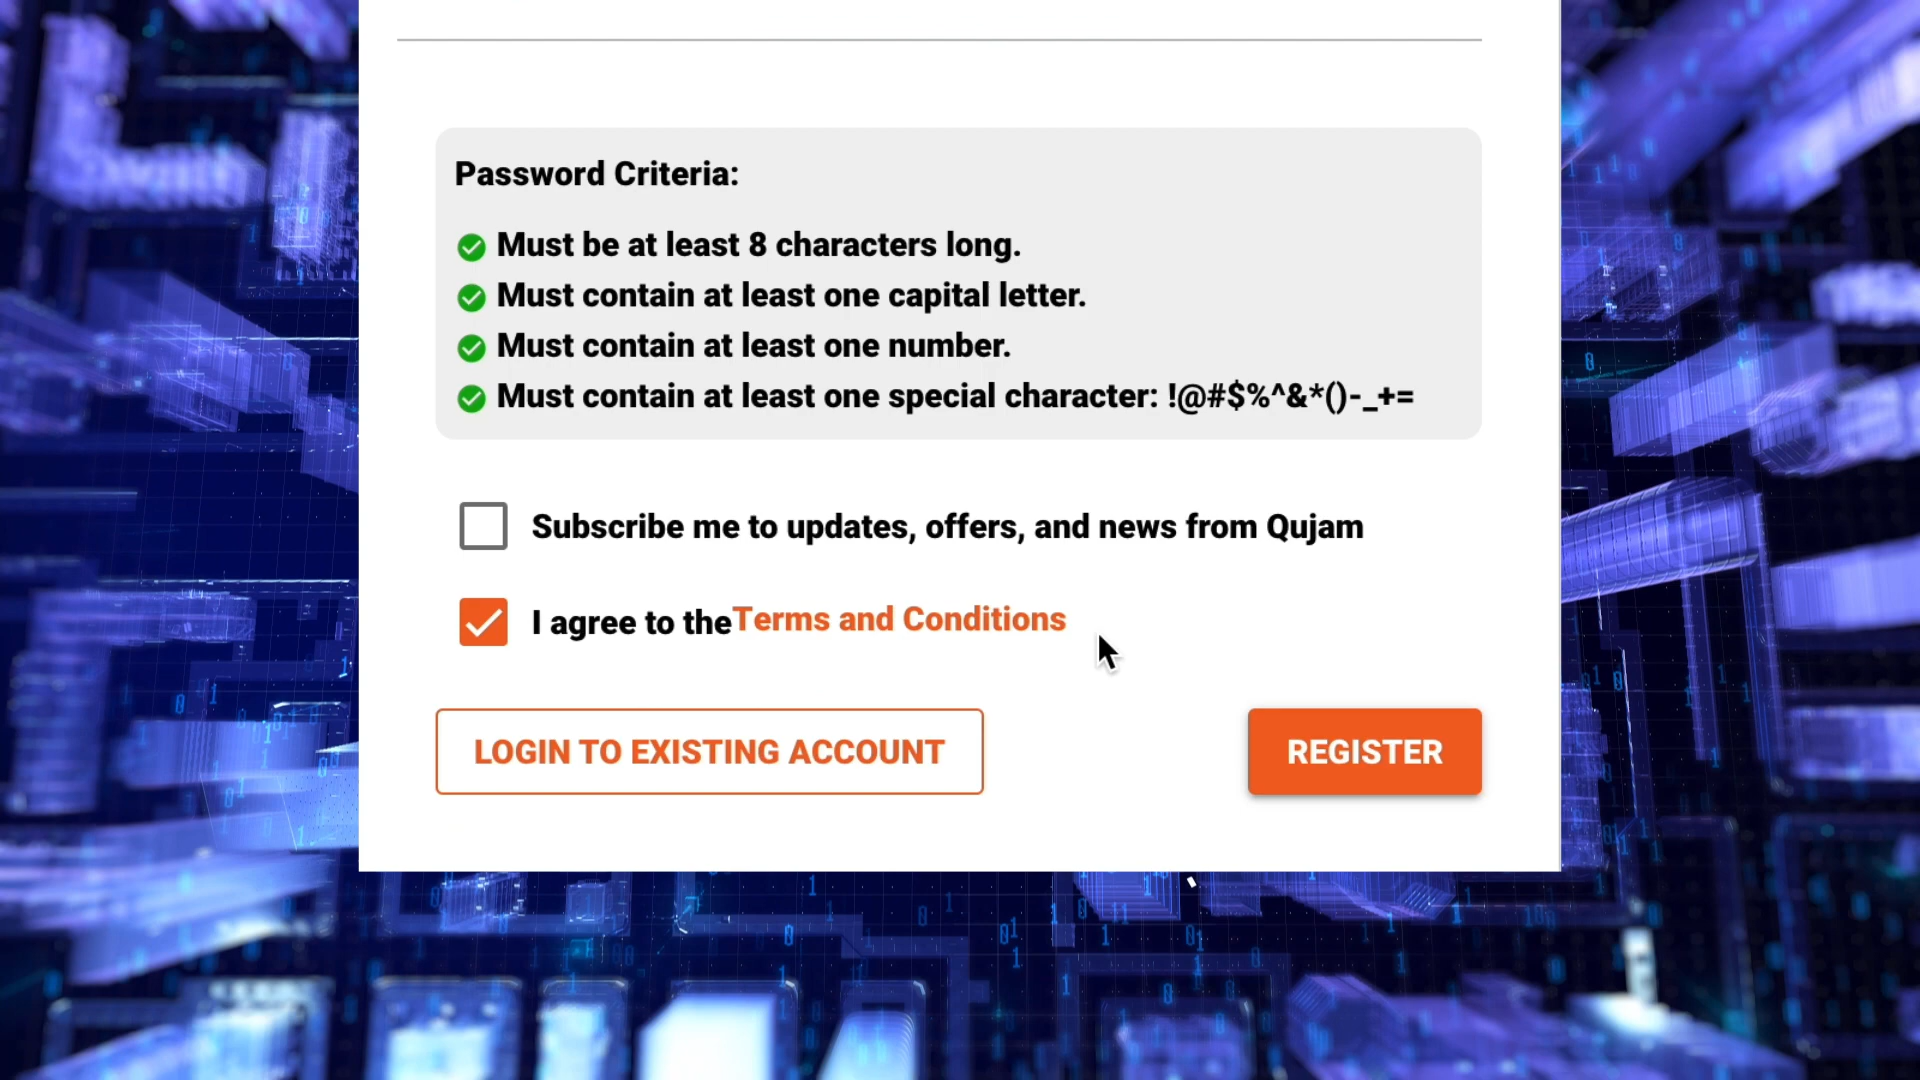 Password Criteria:
Must be at least 8 characters long.
Must contain at least one capital letter.
Must contain at least one number.
Must contain at least one special character: !@#$%^&*()-_+=
Subscribe me to updates, offers, and news from Qujam
I agree to theTerms and Conditions
LOGIN TO EXISTING ACCOUNT
REGISTER